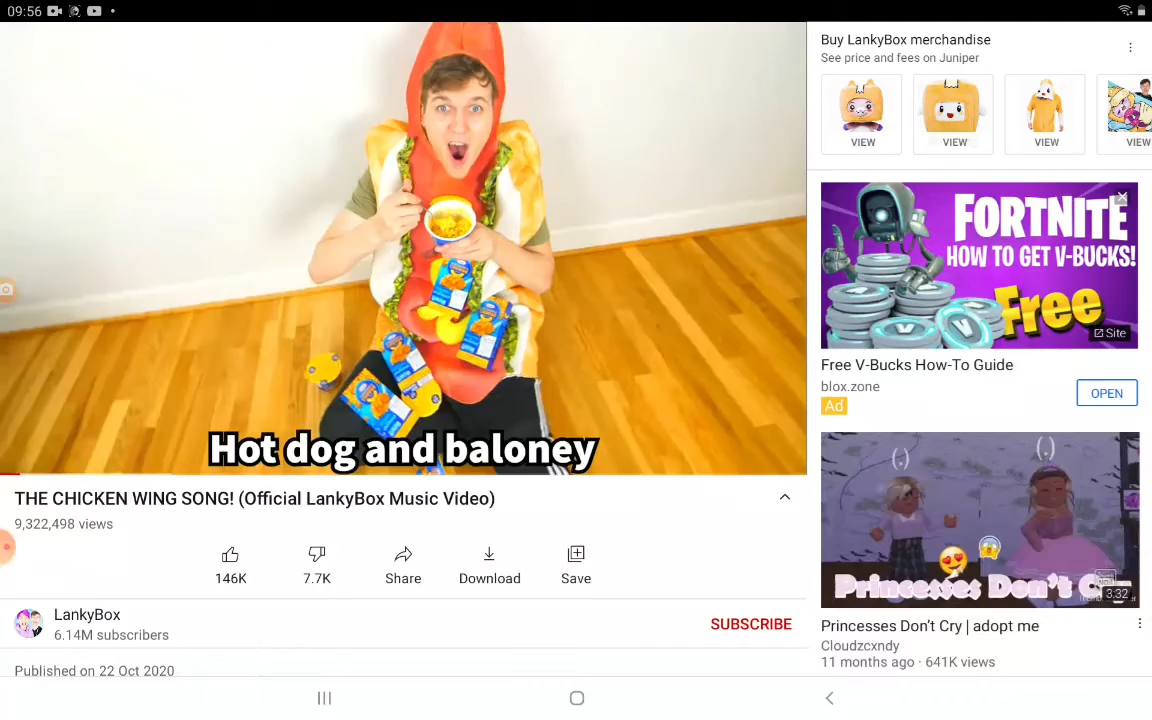 09:56
Hot dog and baloney
THE CHICKEN WING SONG! (Official LankyBox Music Video)
9,322,498 views
146K
7.7K
Share
Download
Save
LankyBox
6.14M subscribers
SUBSCRIBE
Published on 22 Oct 2020
Buy LankyBox merchandise
See price and fees on Juniper
VIEW
VIEW
VIEW
VIEW
FORTNITE
HOW TO GET V-BUCKS!
Free
Site
Free V-Bucks How-To Guide
blox.zone
Ad
OPEN
(·)
(·)
Princesses Don't
3:32
Princesses Don't Cry | adopt me
Cloudzcxndy
11 months ago · 641K views